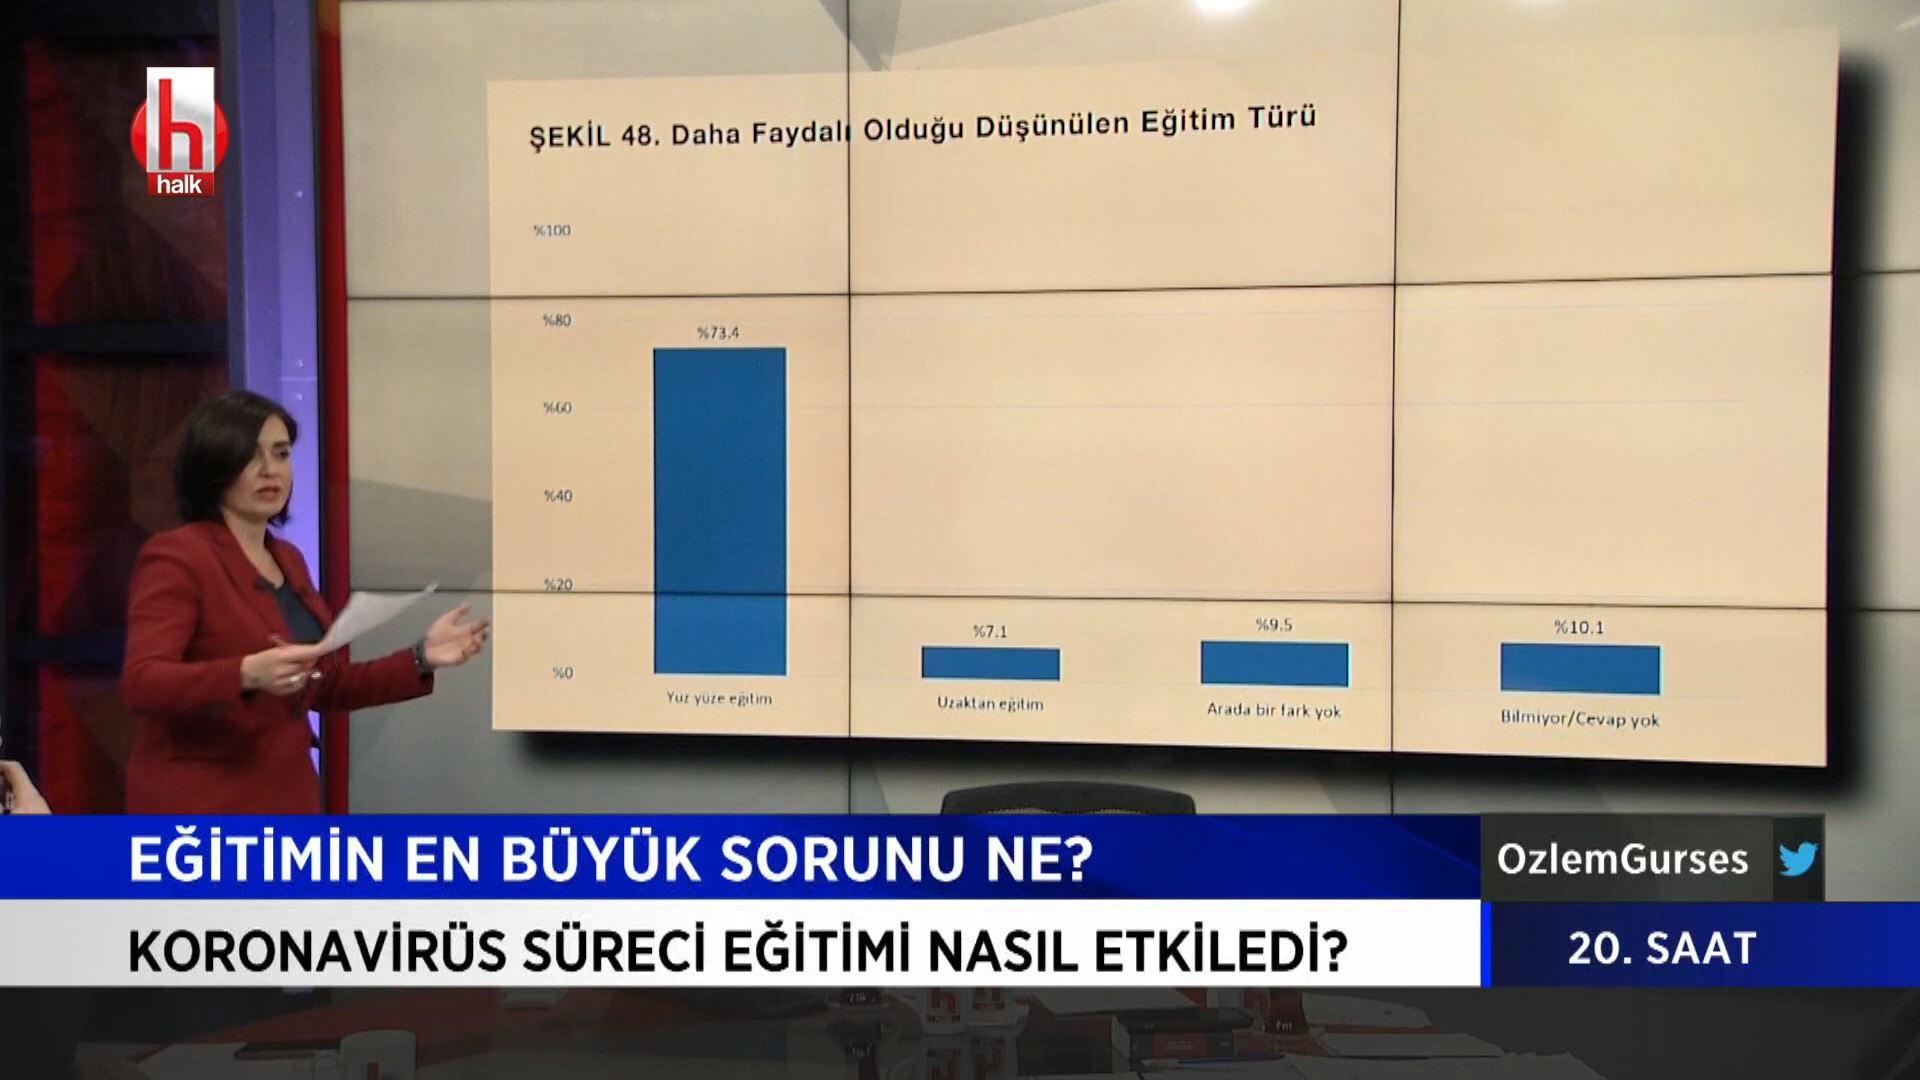 h
halk
ŞEKİL 48. Daha Faydalı Olduğu Düşünülen Eğitim Türü
%100
%80
%60
%40
%20
%0
%73.4
%7.1
%9.5
%10.1
Yüz yüze eğitim
Uzaktan eğitim
Arada bir fark yok
Bilmiyor/Cevap yok
EĞİTİMİN EN BÜYÜK SORUNU NE?
OzlemGurses
KORONAVİRÜS SÜRECİ EĞİTİMİ NASIL ETKİLEDİ?
20. SAAT